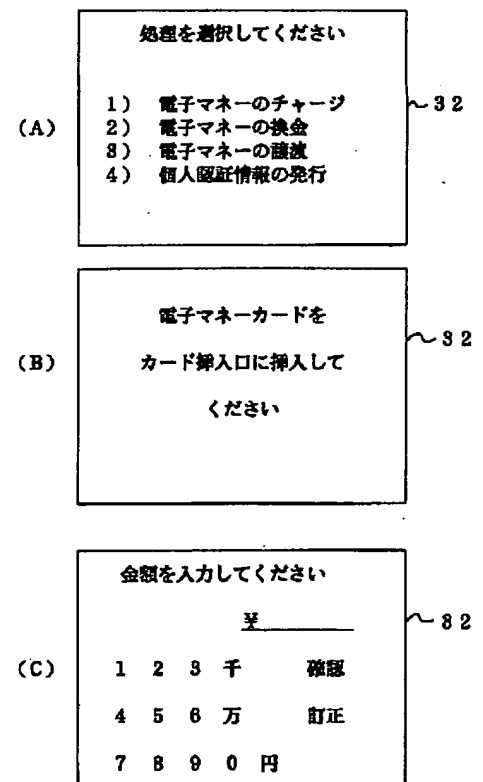 処理を選択してください
(A)
1) 電子マネーのチャージ
2) 電子マネーの換金
3) 電子マネーの譲渡
4) 個人認証情報の発行
32
(B)
電子マネーカードを
カード挿入口に挿入して
ください
32
(C)
金額を入力してください
¥
32
1 2 3 千 確認
4 5 6 万 訂正
7 8 9 0 円